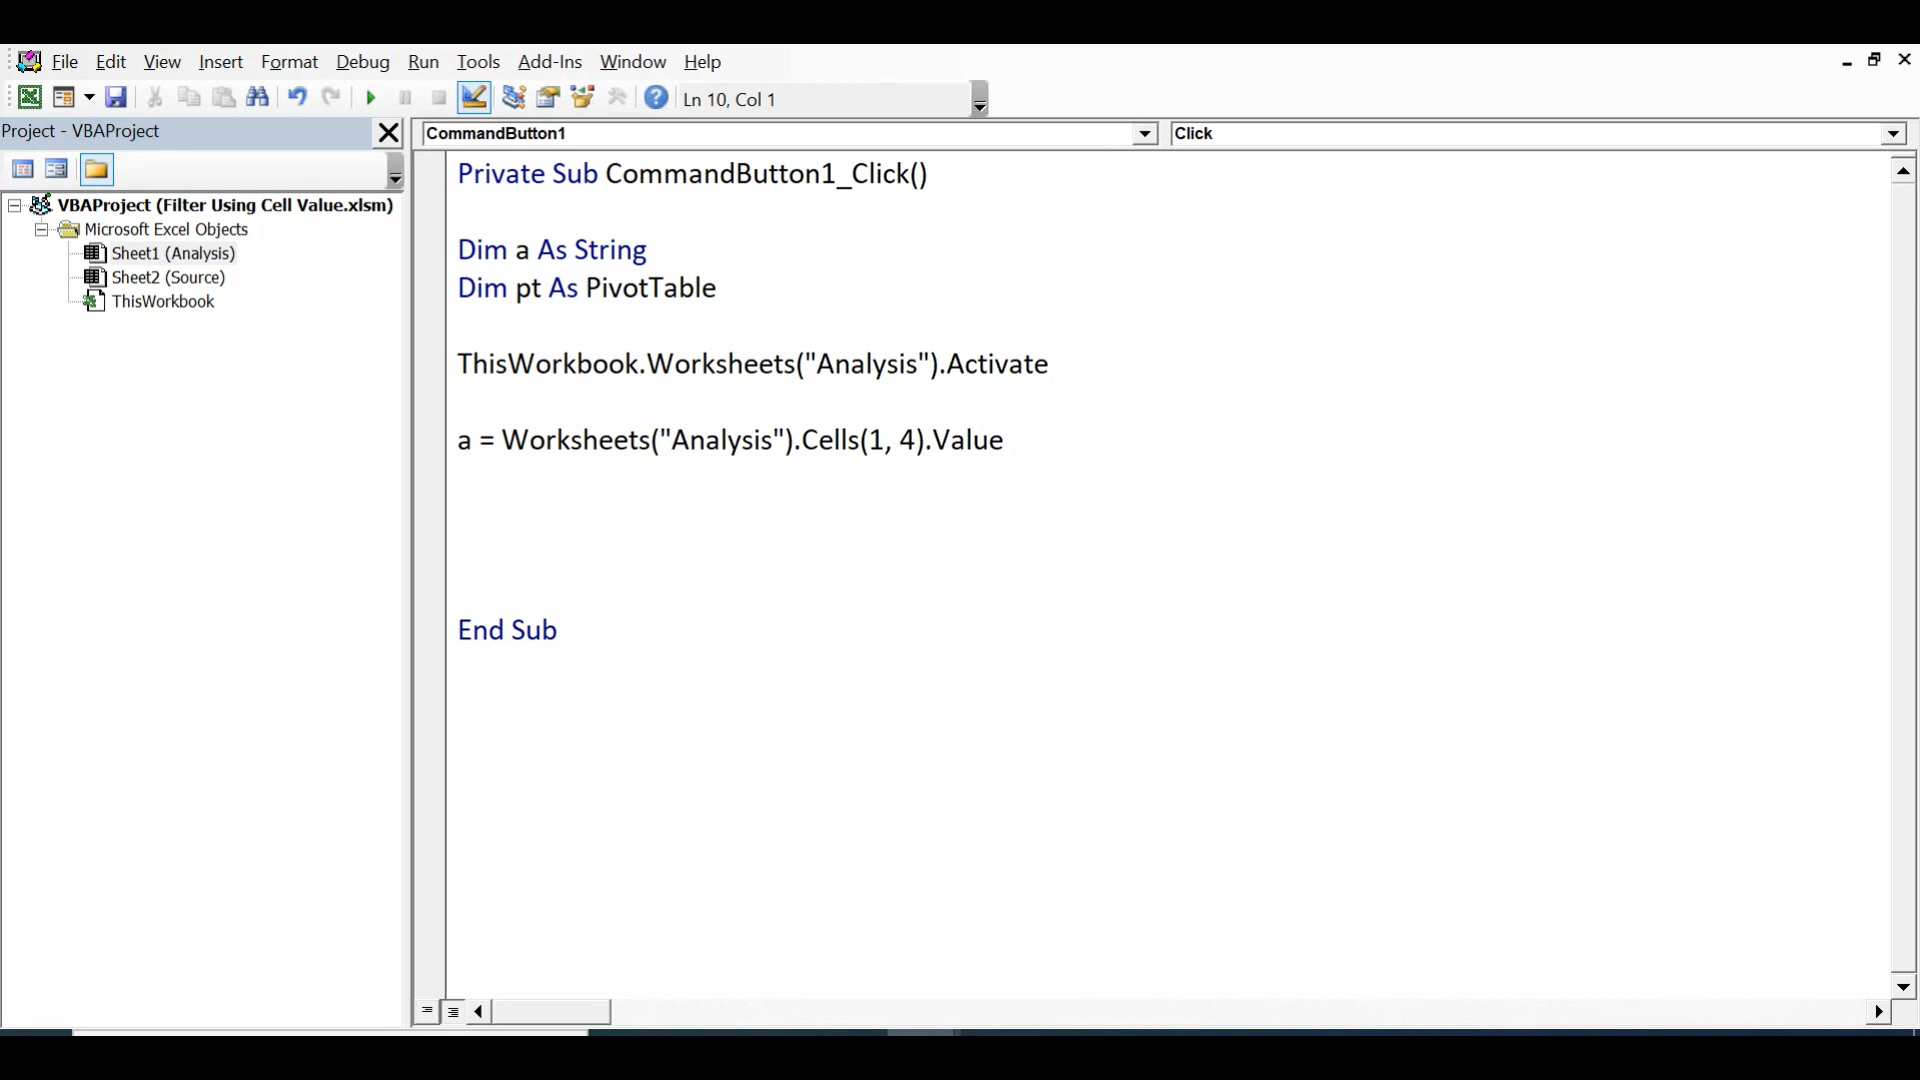 File Edit View Insert Format Debug Run Tools Add-Ins Window Help
Ln 10, Col 1
Project - VBAProject
CommandButton1
Click
VBAProject (Filter Using Cell Value.xlsm)
Microsoft Excel Objects
Sheet1 (Analysis)
Sheet2 (Source)
ThisWorkbook
Private Sub CommandButton1_Click()
Dim a As String
Dim pt As PivotTable
ThisWorkbook.Worksheets("Analysis").Activate
a = Worksheets("Analysis").Cells(1, 4).Value
End Sub